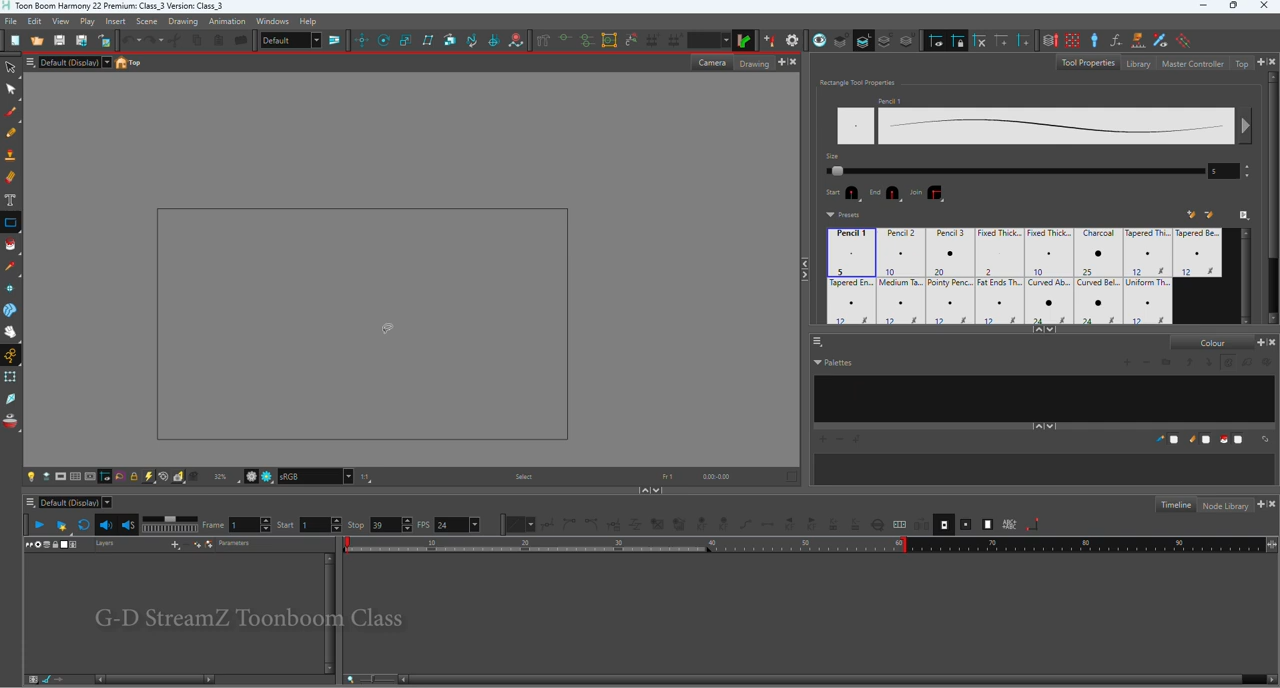 Toon Boom Harmony 22 Premium: Class_3 Version: Class_3
File Edit View Play Insert Scene Drawing Animation Windows Help
Default
Default (Display) Top Camera Drawing
Tool Properties Library Master Controller Top
Rectangle Tool Properties
Pencil 1
Size
5
Start End Join
Presets
Pencil 1 Pencil 2 Pencil 3 Fixed Thick... Fixed Thick... Charcoal Tapered Thi... Tapered Be...
5 10 20 2 10 25 12 12
Tapered En... Medium Ta... Pointy Penc... Fat Ends Th... Curved Ab... Curved Bel... Uniform Th...
12 12 12 12 24 24 12
Colour
Palettes
32% sRGB 1:1 Select Fr 1 0.00:-0.00
Default (Display) Timeline Node Library
Frame 1 Start 1 Stop 39 FPS 24
Layers Parameters
10 20 30 40 50 60 70 80 90
G-D StreamZ Toonboom Class